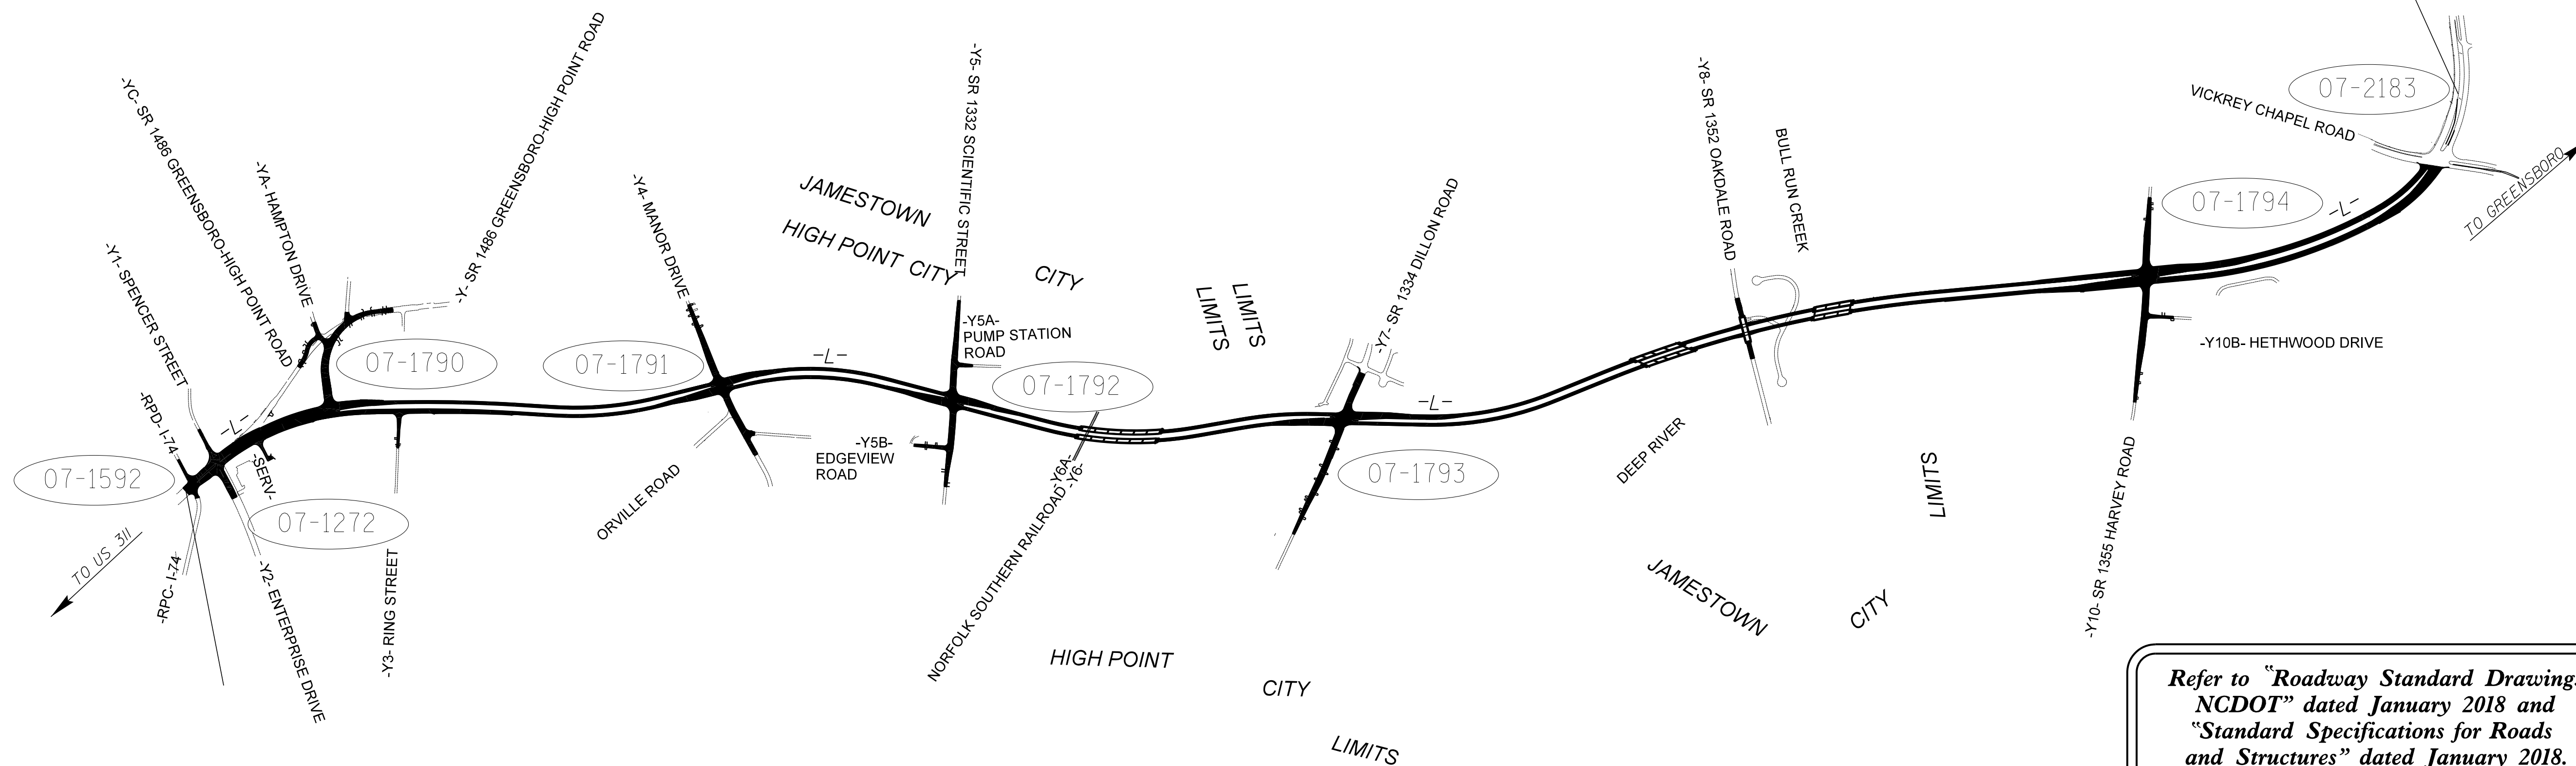 -YC- SR 1486 GREENSBORO-HIGH POINT ROAD
-YA- HAMPTON DRIVE
-Y1- SPENCER STREET
-RPD- I-74
-L-
-Y- SR 1486 GREENSBORO-HIGH POINT ROAD
07-1790
07-1592
07-1272
-SERV-
TO US 311
-RPC- I-74
-Y2- ENTERPRISE DRIVE
-Y3- RING STREET
-Y4- MANOR DRIVE
07-1791
ORVILLE ROAD
-L-
JAMESTOWN
HIGH POINT CITY
CITY
LIMITS
LIMITS
-Y5- SR 1332 SCIENTIFIC STREET
-Y5A-
PUMP STATION
ROAD
07-1792
-Y5B-
EDGEVIEW
ROAD
NORFOLK SOUTHERN RAILROAD
-Y6A-
-Y6-
-Y7- SR 1334 DILLON ROAD
-L-
07-1793
HIGH POINT
CITY
LIMITS
DEEP RIVER
-Y8- SR 1352 OAKDALE ROAD
BULL RUN CREEK
JAMESTOWN
CITY
LIMITS
-Y10- SR 1355 HARVEY ROAD
-Y10B- HETHWOOD DRIVE
07-1794
-L-
VICKREY CHAPEL ROAD
07-2183
TO GREENSBORO
Refer to "Roadway Standard Drawings
NCDOT" dated January 2018 and
"Standard Specifications for Roads
and Structures" dated January 2018.